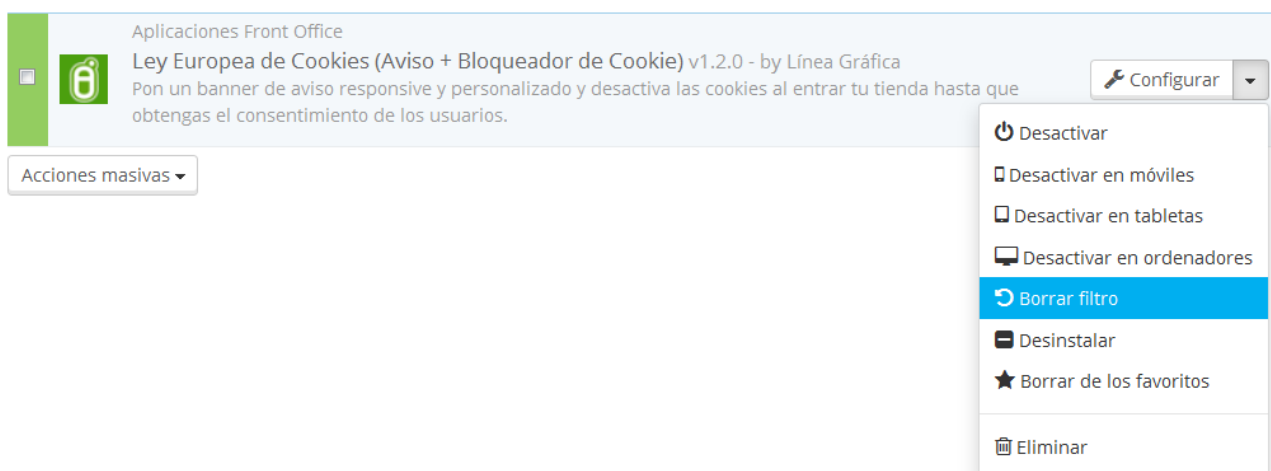 Aplicaciones Front Office
Ley Europea de Cookies (Aviso + Bloqueador de Cookie) v1.2.0 - by Línea Gráfica
Pon un banner de aviso responsive y personalizado y desactiva las cookies al entrar tu tienda hasta que
obtengas el consentimiento de los usuarios.
Configurar
Desactivar
Desactivar en móviles
Desactivar en tabletas
Desactivar en ordenadores
Borrar filtro
Desinstalar
Borrar de los favoritos
Eliminar
Acciones masivas